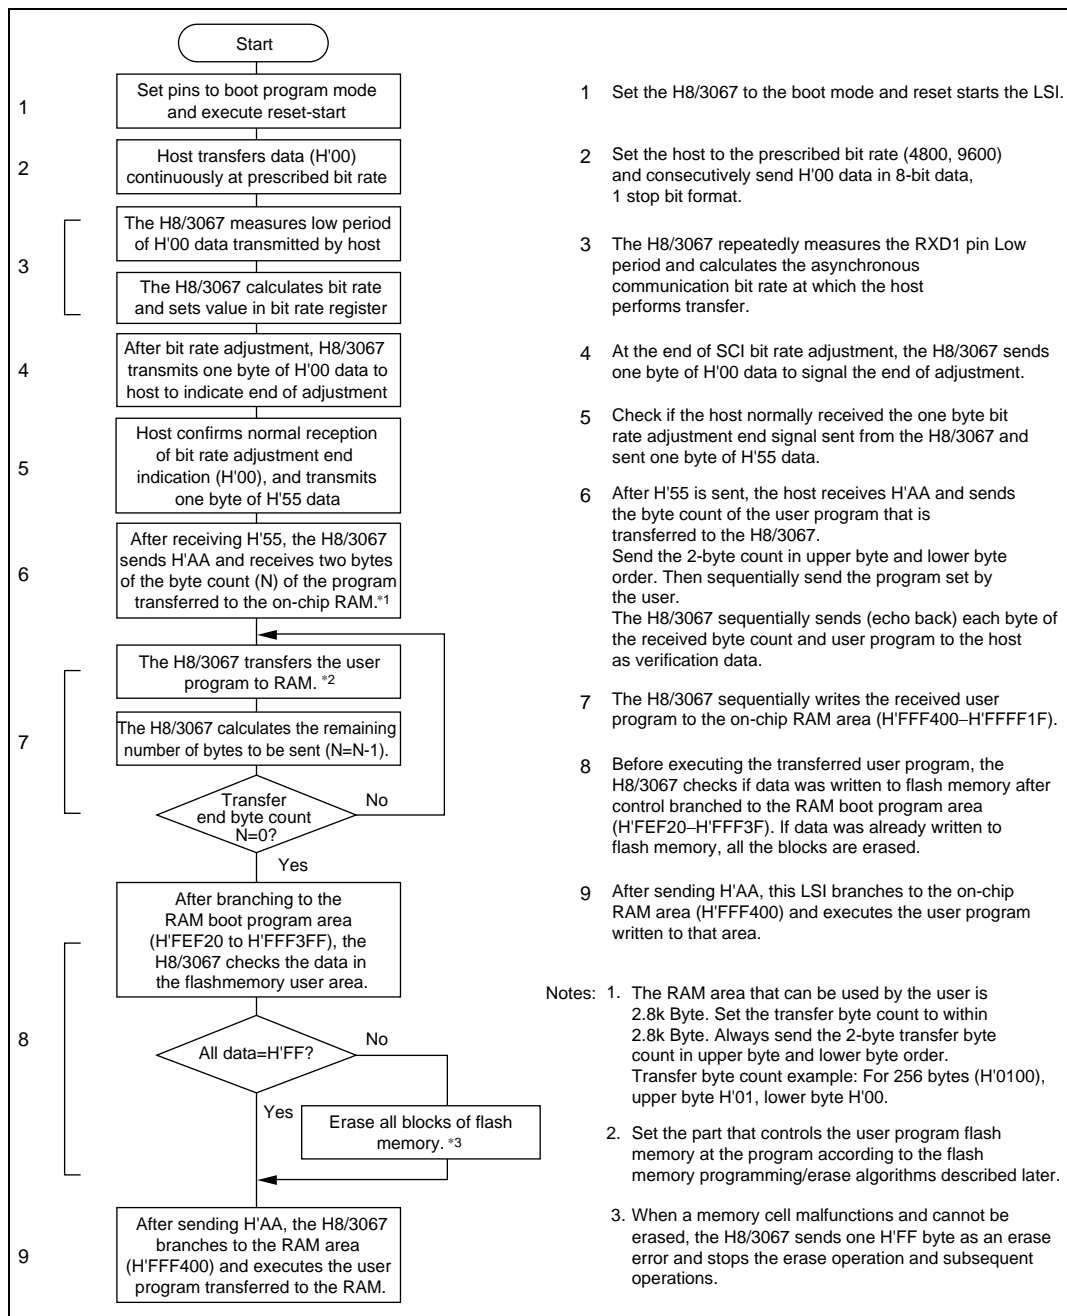 Start
1
Set pins to boot program mode
and execute reset-start
2
Host transfers data (H'00)
continuously at prescribed bit rate
3
The H8/3067 measures low period
of H'00 data transmitted by host
The H8/3067 calculates bit rate
and sets value in bit rate register
4
After bit rate adjustment, H8/3067
transmits one byte of H'00 data to
host to indicate end of adjustment
5
Host confirms normal reception
of bit rate adjustment end
indication (H'00), and transmits
one byte of H'55 data
6
After receiving H'55, the H8/3067
sends H'AA and receives two bytes
of the byte count (N) of the program
transferred to the on-chip RAM.*1
7
The H8/3067 transfers the user
program to RAM. *2
The H8/3067 calculates the remaining
number of bytes to be sent (N=N-1).
Transfer
end byte count
N=0?
No
Yes
8
After branching to the
RAM boot program area
(H'FEF20 to H'FFF3FF), the
H8/3067 checks the data in
the flashmemory user area.
All data=H'FF?
No
Yes
Erase all blocks of flash
memory. *3
9
After sending H'AA, the H8/3067
branches to the RAM area
(H'FFF400) and executes the user
program transferred to the RAM.
1 Set the H8/3067 to the boot mode and reset starts the LSI.
2 Set the host to the prescribed bit rate (4800, 9600)
and consecutively send H'00 data in 8-bit data,
1 stop bit format.
3 The H8/3067 repeatedly measures the RXD1 pin Low
period and calculates the asynchronous
communication bit rate at which the host
performs transfer.
4 At the end of SCI bit rate adjustment, the H8/3067 sends
one byte of H'00 data to signal the end of adjustment.
5 Check if the host normally received the one byte bit
rate adjustment end signal sent from the H8/3067 and
sent one byte of H'55 data.
6 After H'55 is sent, the host receives H'AA and sends
the byte count of the user program that is
transferred to the H8/3067.
Send the 2-byte count in upper byte and lower byte
order. Then sequentially send the program set by
the user.
The H8/3067 sequentially sends (echo back) each byte of
the received byte count and user program to the host
as verification data.
7 The H8/3067 sequentially writes the received user
program to the on-chip RAM area (H'FFF400–H'FFFF1F).
8 Before executing the transferred user program, the
H8/3067 checks if data was written to flash memory after
control branched to the RAM boot program area
(H'FEF20–H'FFF3F). If data was already written to
flash memory, all the blocks are erased.
9 After sending H'AA, this LSI branches to the on-chip
RAM area (H'FFF400) and executes the user program
written to that area.
Notes: 1. The RAM area that can be used by the user is
2.8k Byte. Set the transfer byte count to within
2.8k Byte. Always send the 2-byte transfer byte
count in upper byte and lower byte order.
Transfer byte count example: For 256 bytes (H'0100),
upper byte H'01, lower byte H'00.
2. Set the part that controls the user program flash
memory at the program according to the flash
memory programming/erase algorithms described later.
3. When a memory cell malfunctions and cannot be
erased, the H8/3067 sends one H'FF byte as an erase
error and stops the erase operation and subsequent
operations.